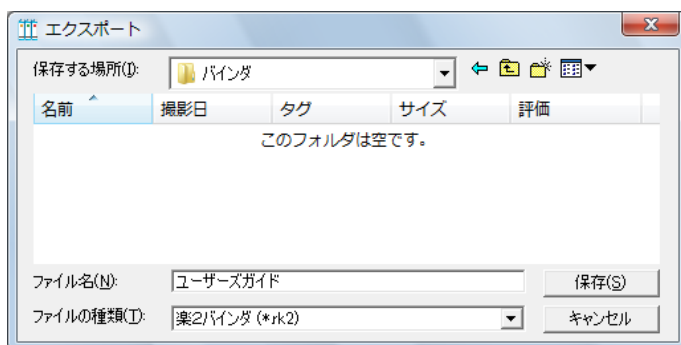 エクスポート
保存する場所(I): バインダ
名前 撮影日 タグ サイズ 評価
このフォルダは空です。
ファイル名(N): ユーザーズガイド 保存(S)
ファイルの種類(T): 楽2バインダ (*rk2) キャンセル